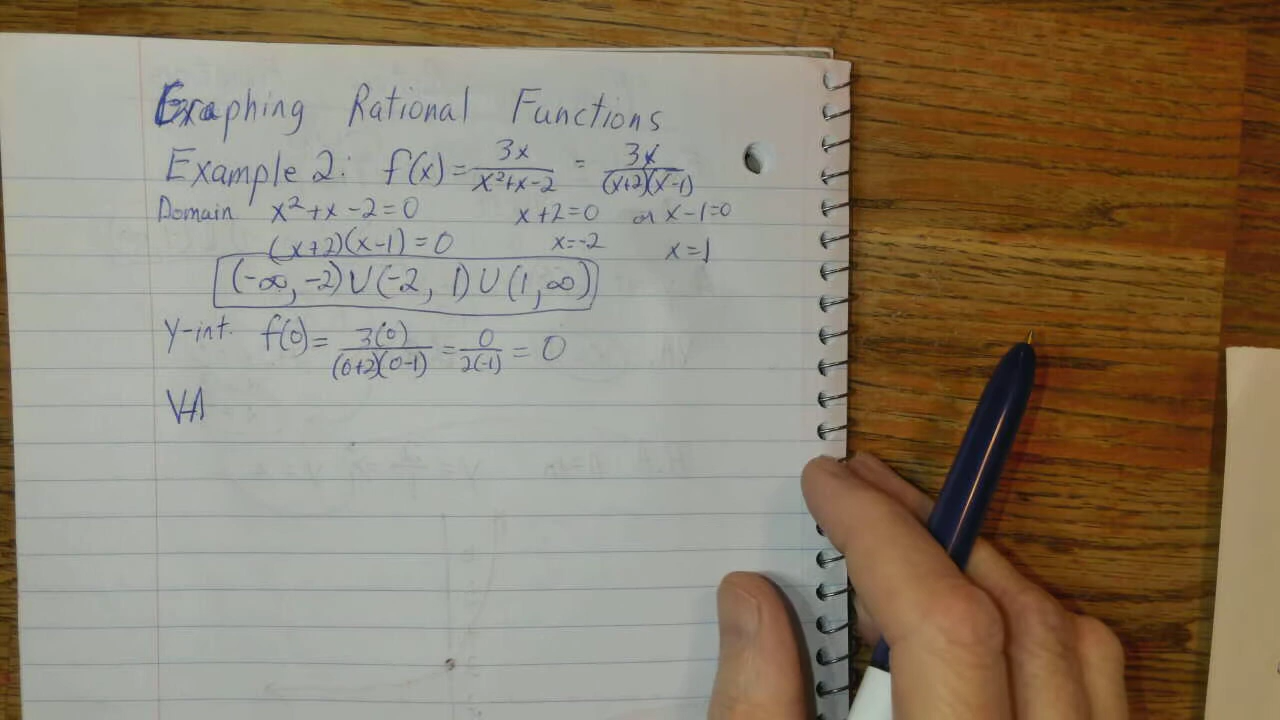 Graphing Rational Functions
Example 2: f(x) = 3x/(x²+x-2) = 3x/((x+2)(x-1))
Domain x²+x-2=0 x+2=0 or x-1=0
(x+2)(x-1)=0 x=-2 x=1
(-∞,-2)∪(-2, 1)∪(1,∞)
Y-int. f(0)= 3(0)/((0+2)(0-1)) = 0/(2(-1)) = 0
VA